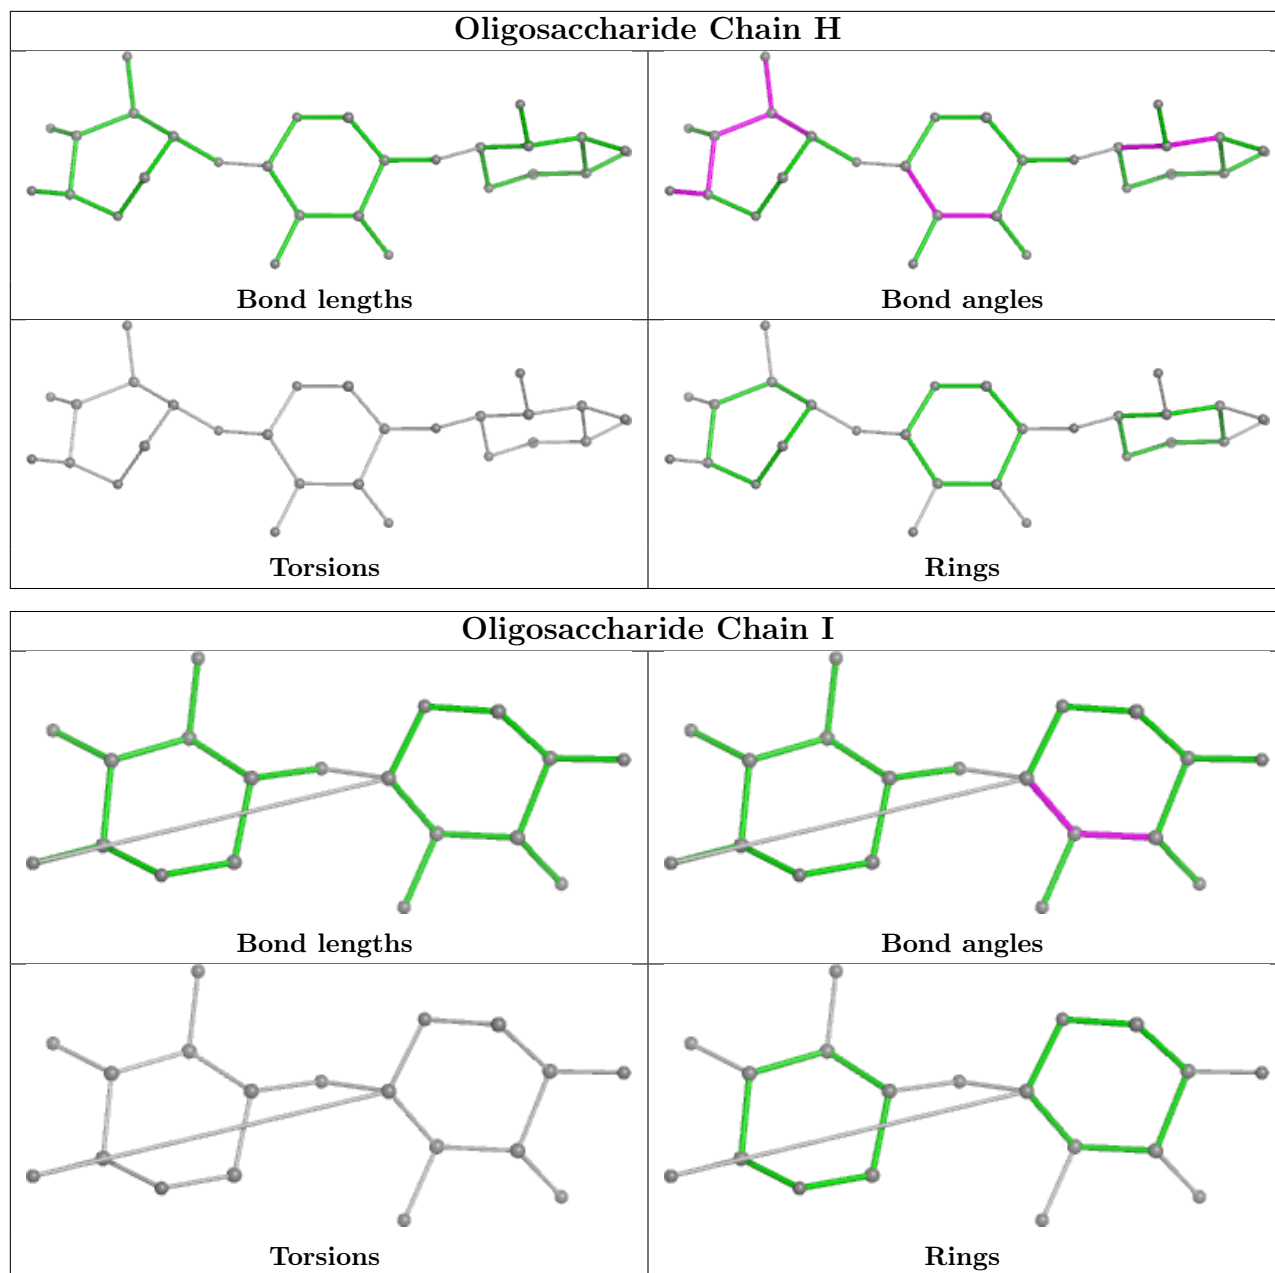 Oligosaccharide Chain H
Bond lengths
Bond angles
Torsions
Rings
Oligosaccharide Chain I
Bond lengths
Bond angles
Torsions
Rings